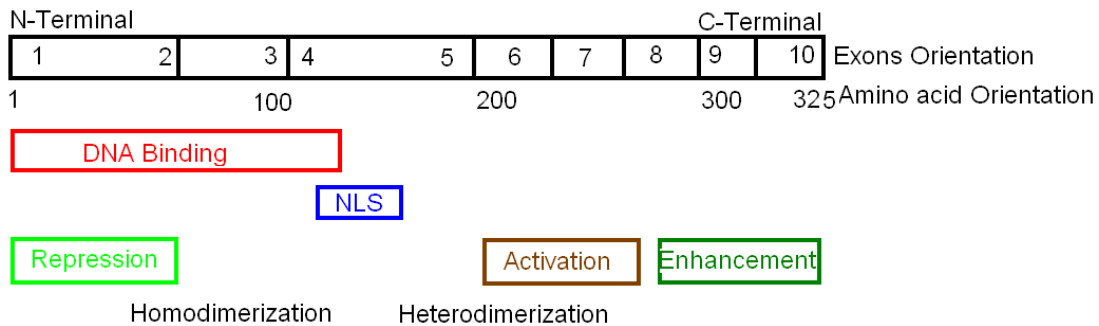 N-Terminal C-Terminal
1 2 3 4 5 6 7 8 9 10 Exons Orientation
1 100 200 300 325 Amino acid Orientation
DNA Binding
NLS
Repression Activation Enhancement
Homodimerization Heterodimerization